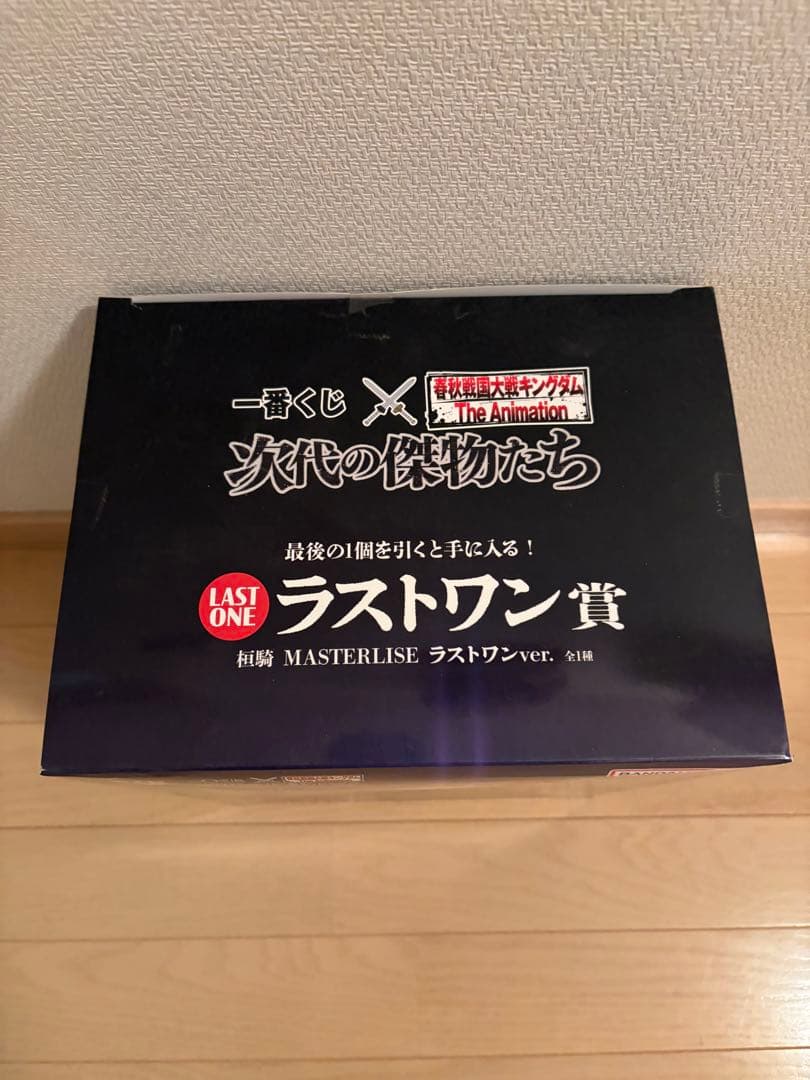 一番くじ
春秋戦国大戦キングダム
The Animation
次代の傑物たち
最後の1個を引くと手に入る！
LAST
ONE
ラストワン賞
桓騎 MASTERLISE ラストワンver. 全1種